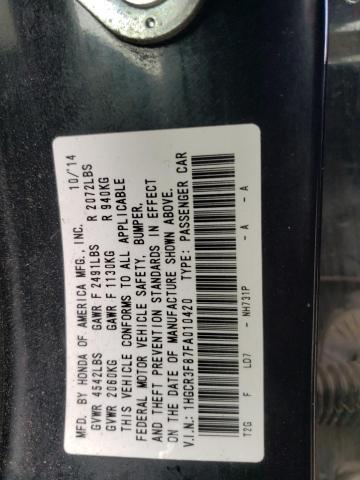 MFD. BY HONDA OF AMERICA MFG., INC. 10/14
GVWR 4542LBS GAWR F 2491LBS R 2072LBS
GVWR 2060KG GAWR F 1130KG R 940KG
THIS VEHICLE CONFORMS TO ALL APPLICABLE
FEDERAL MOTOR VEHICLE SAFETY, BUMPER,
AND THEFT PREVENTION STANDARDS IN EFFECT
ON THE DATE OF MANUFACTURE SHOWN ABOVE.
V.I.N.: 1HGCR3F87FA010420 TYPE: PASSENGER CAR
T2G F LD7 - NH731P - A - A